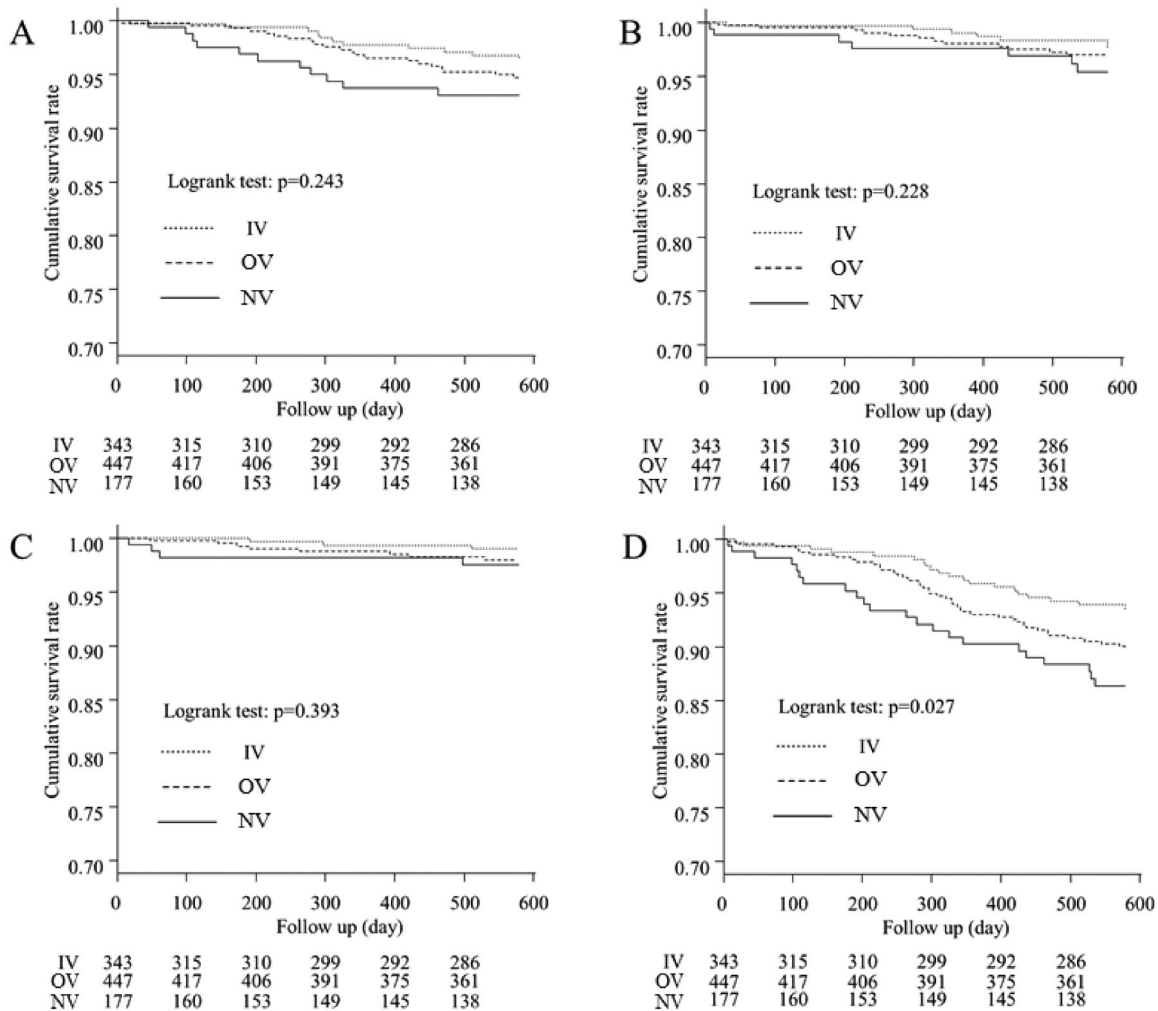 A
Cumulative survival rate
1.00
0.95
0.90
0.85
0.80
0.75
0.70
Logrank test: p=0.243
IV
OV
NV
0 100 200 300 400 500 600
Follow up (day)
IV 343 315 310 299 292 286
OV 447 417 406 391 375 361
NV 177 160 153 149 145 138
B
Cumulative survival rate
1.00
0.95
0.90
0.85
0.80
0.75
0.70
Logrank test: p=0.228
IV
OV
NV
0 100 200 300 400 500 600
Follow up (day)
IV 343 315 310 299 292 286
OV 447 417 406 391 375 361
NV 177 160 153 149 145 138
C
Cumulative survival rate
1.00
0.95
0.90
0.85
0.80
0.75
0.70
Logrank test: p=0.393
IV
OV
NV
0 100 200 300 400 500 600
Follow up (day)
IV 343 315 310 299 292 286
OV 447 417 406 391 375 361
NV 177 160 153 149 145 138
D
Cumulative survival rate
1.00
0.95
0.90
0.85
0.80
0.75
0.70
Logrank test: p=0.027
IV
OV
NV
0 100 200 300 400 500 600
Follow up (day)
IV 343 315 310 299 292 286
OV 447 417 406 391 375 361
NV 177 160 153 149 145 138